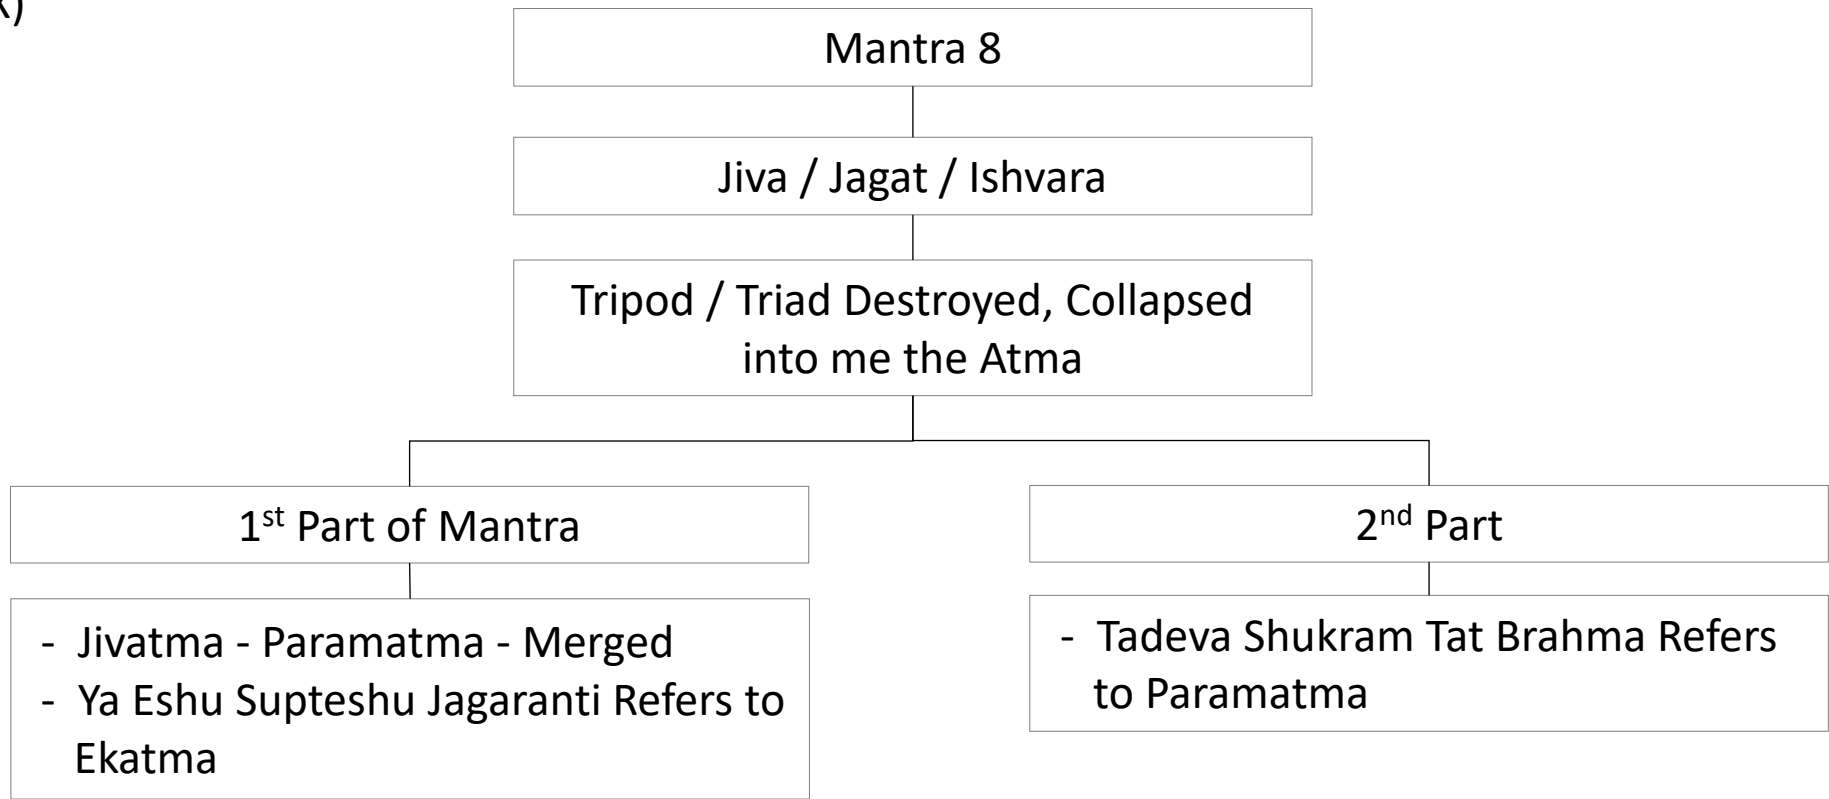 K)
Mantra 8
Jiva / Jagat / Ishvara
Tripod / Triad Destroyed, Collapsed
into me the Atma
1st Part of Mantra
- Jivatma - Paramatma - Merged
- Ya Eshu Supteshu Jagaranti Refers to
Ekatma
2nd Part
- Tadeva Shukram Tat Brahma Refers
to Paramatma